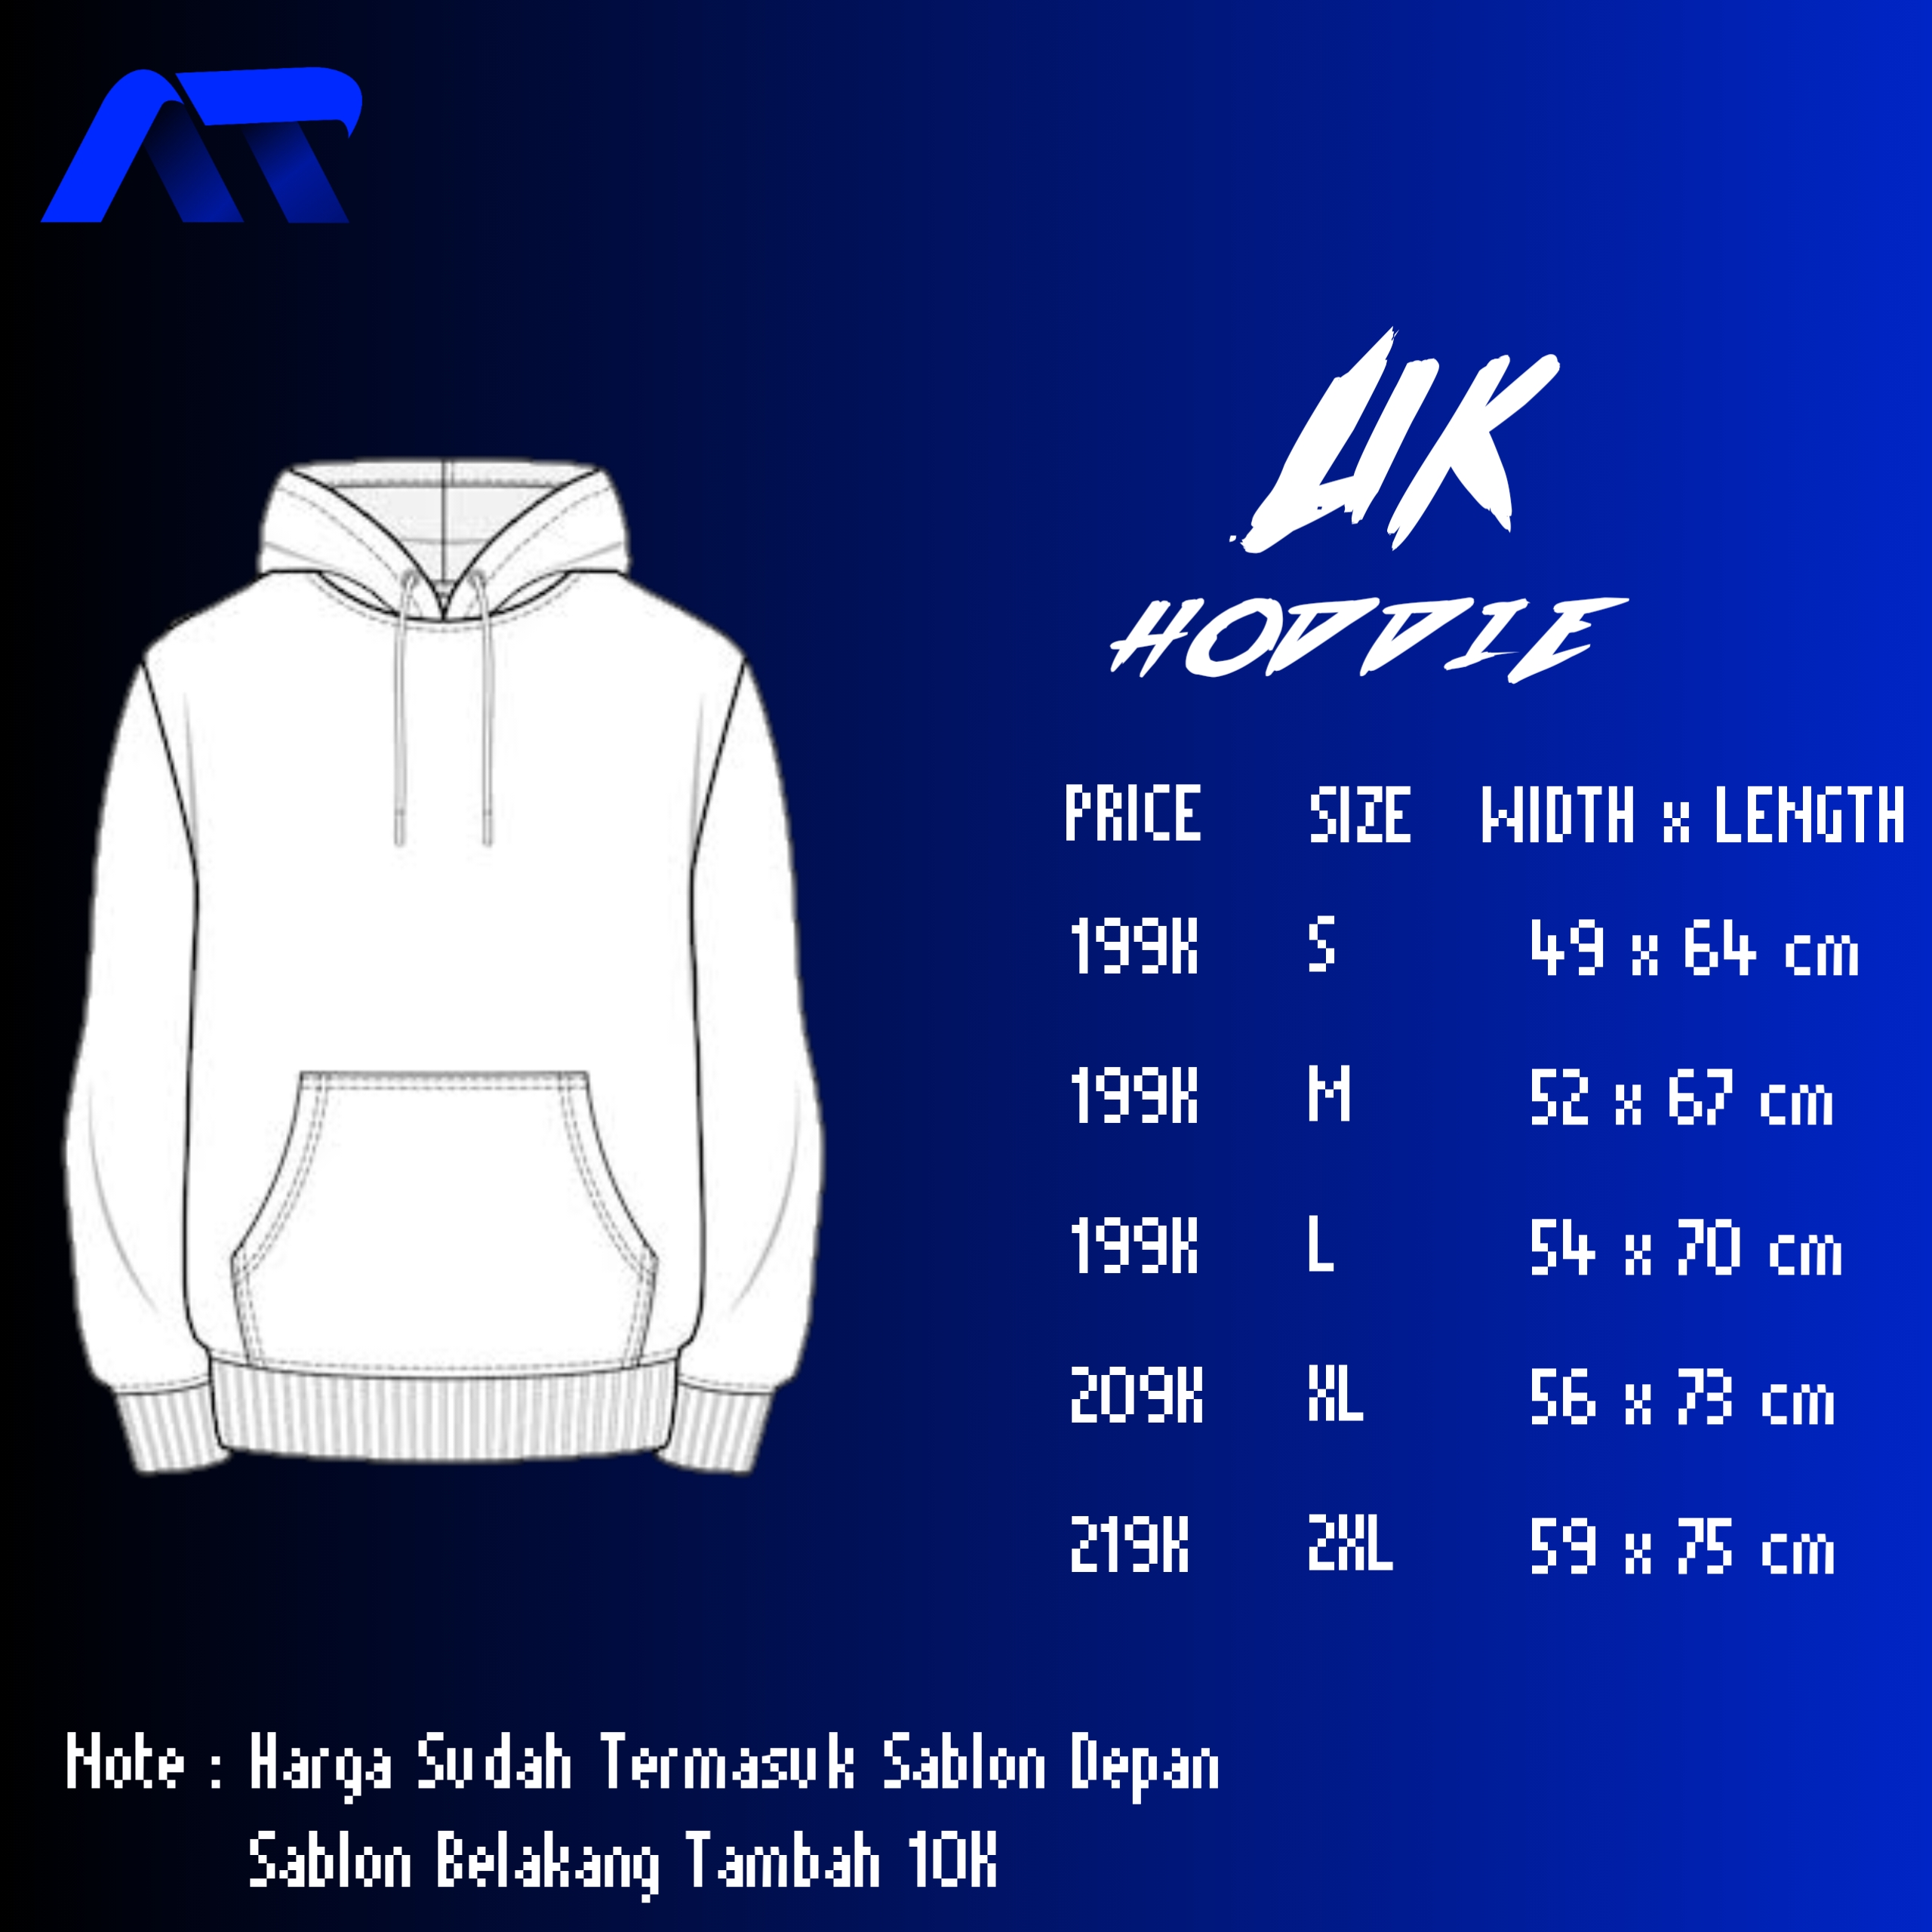 AT
UK
HODDIE
PRICE SIZE WIDTH x LENGTH
199K S 49 x 64 cm
199K M 52 x 67 cm
199K L 54 x 70 cm
209K XL 56 x 73 cm
219K 2XL 59 x 75 cm
Note : Harga Sudah Termasuk Sablon Depan
Sablon Belakang Tambah 10K